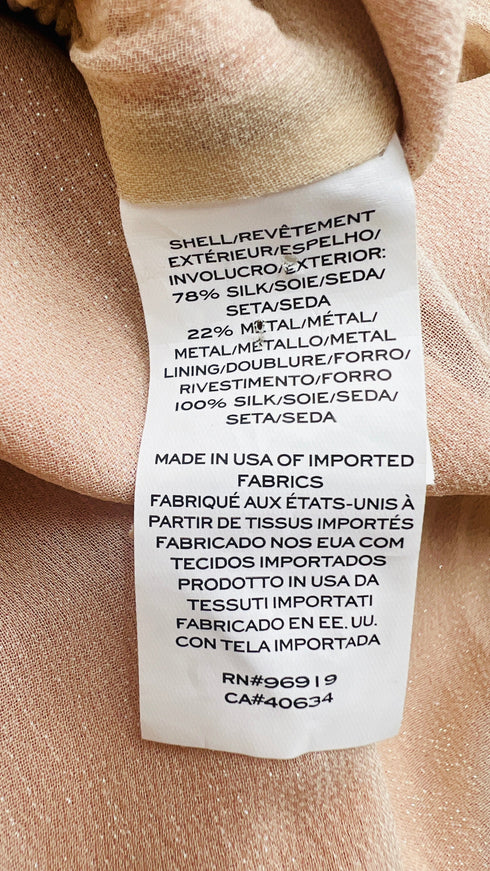 SHELL/REVÊTEMENT
EXTÉRIEUR/ESPELHO/
INVOLUCRO/EXTERIOR:
78% SILK/SOIE/SEDA/
SETA/SEDA
22% METAL/MÉTAL/
METAL/METALLO/METAL
LINING/DOUBLURE/FORRO/
RIVESTIMENTO/FORRO
100% SILK/SOIE/SEDA/
SETA/SEDA
MADE IN USA OF IMPORTED
FABRICS
FABRIQUÉ AUX ÉTATS-UNIS À
PARTIR DE TISSUS IMPORTÉS
FABRICADO NOS EUA COM
TECIDOS IMPORTADOS
PRODOTTO IN USA DA
TESSUTI IMPORTATI
FABRICADO EN EE. UU.
CON TELA IMPORTADA
RN#96919
CA#40634